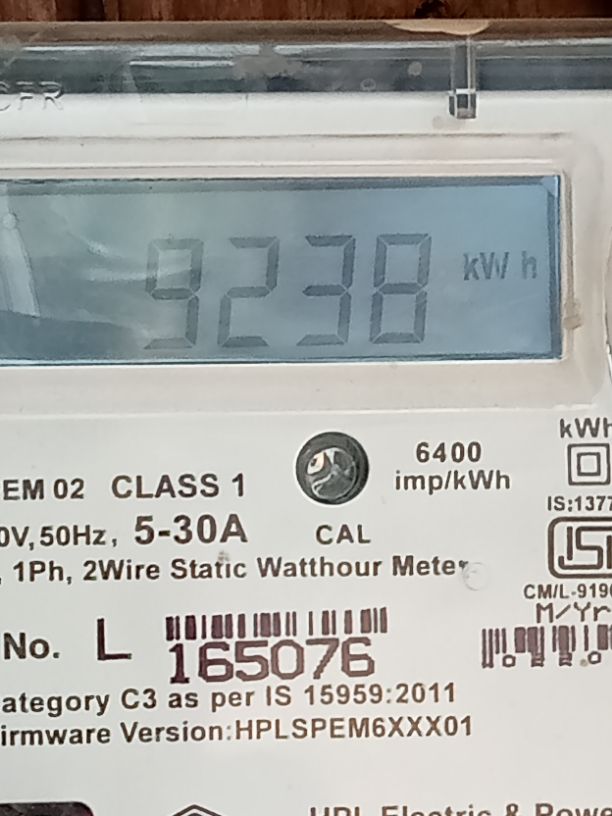 9238 kWh
kWh
6400
imp/kWh
EM 02 CLASS 1
0V, 50Hz, 5-30A
CAL
IS:1377
, 1Ph, 2Wire Static Watthour Meter
CM/L-919
M/Yr
No. L 165076
ategory C3 as per IS 15959:2011
irmware Version:HPLSPEM6XXX01
HPL Electric & Powe